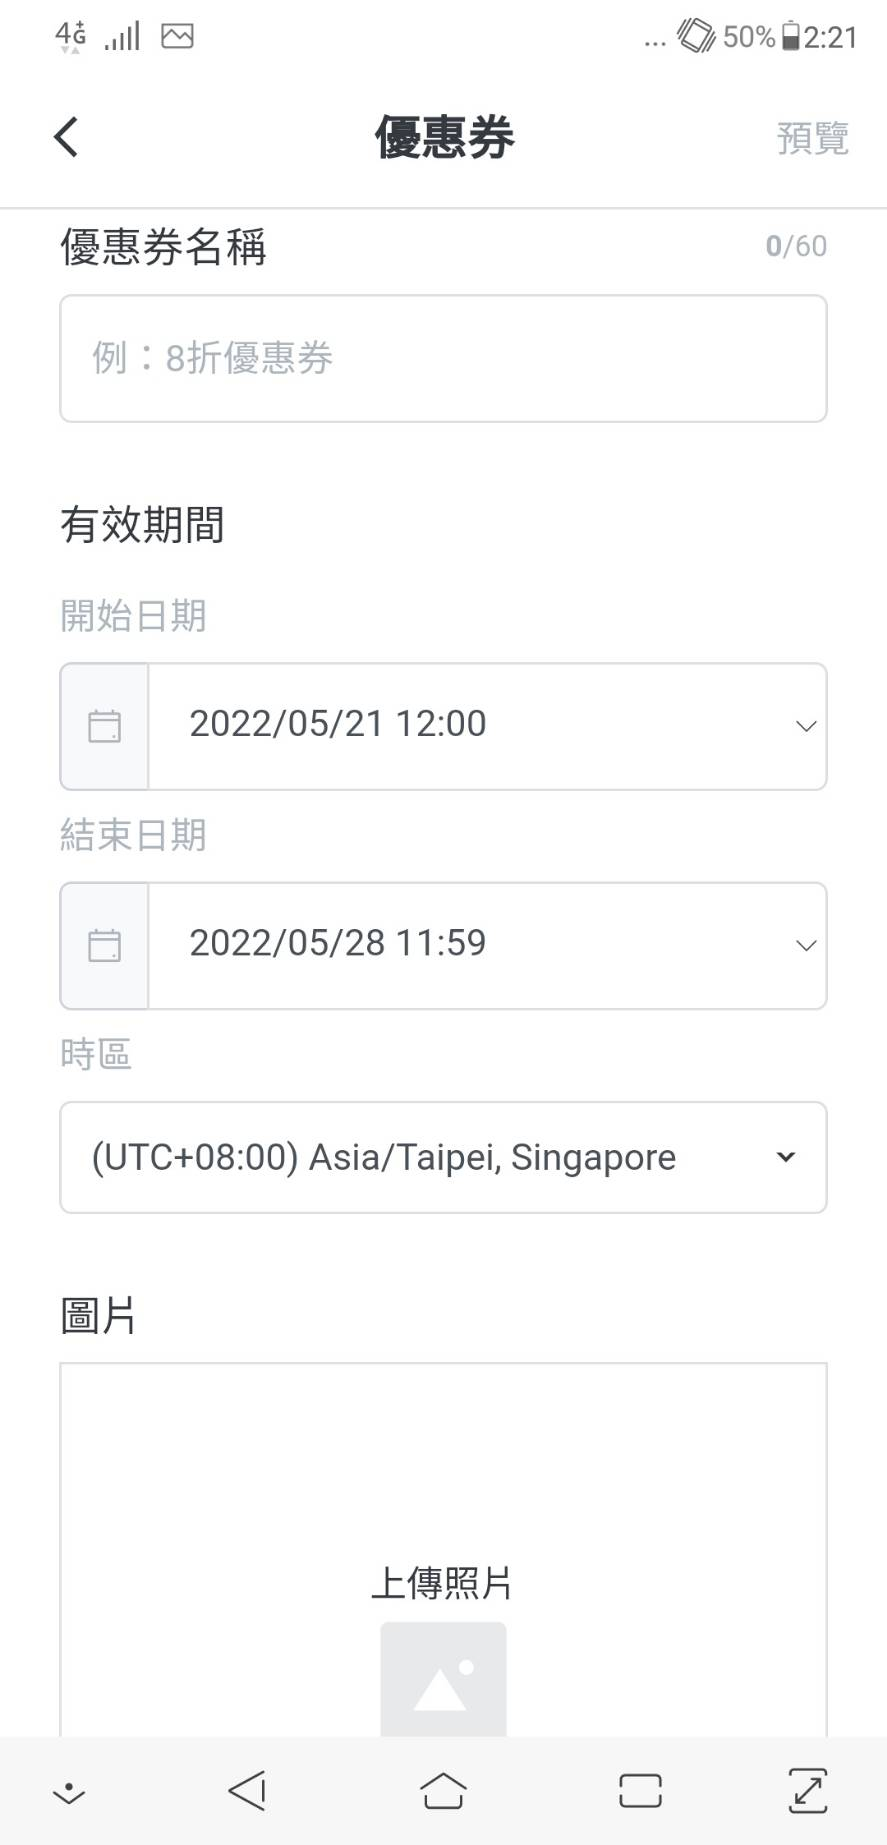 4G+ ... 50% 2:21
優惠券 預覽
優惠券名稱 0/60
例：8折優惠券
有效期間
開始日期
2022/05/21 12:00
結束日期
2022/05/28 11:59
時區
(UTC+08:00) Asia/Taipei, Singapore
圖片
上傳照片